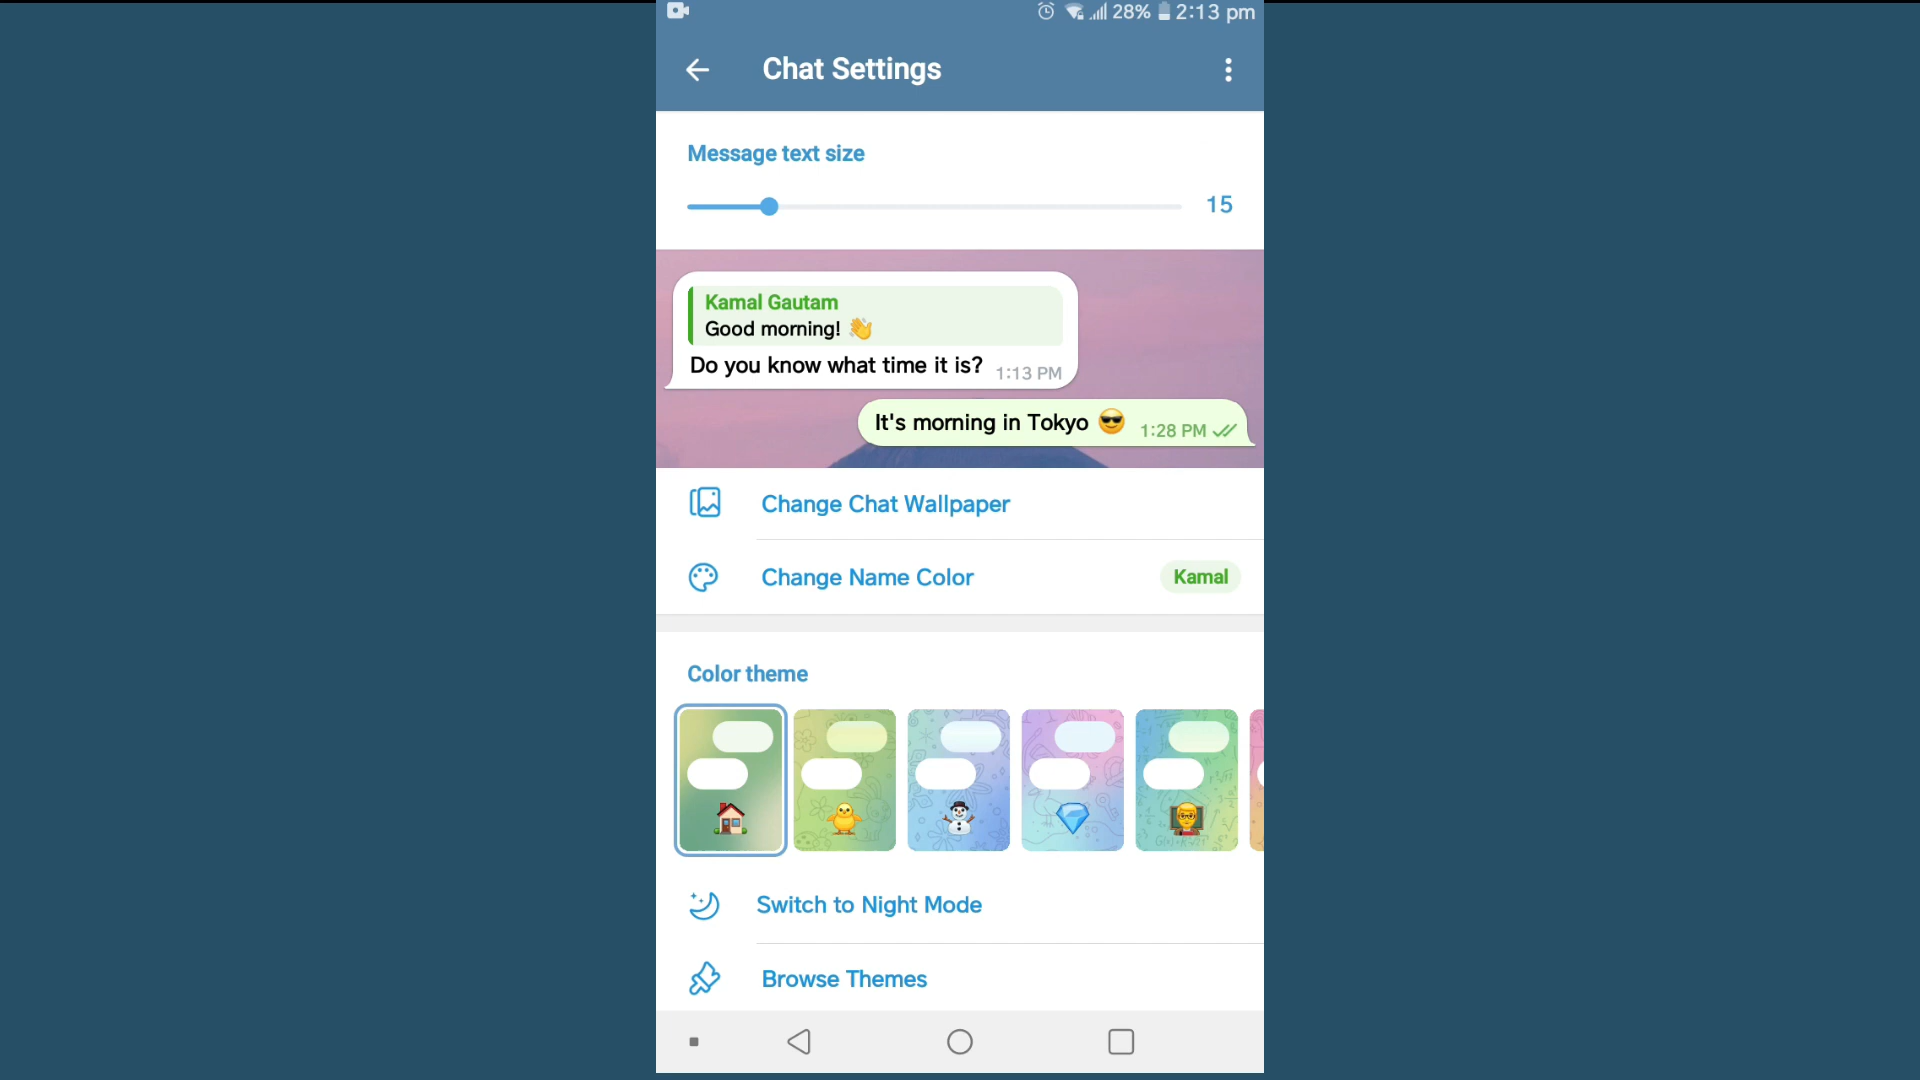 28% 2:13 pm
Chat Settings
Message text size
15
Kamal Gautam
Good morning! 👋
Do you know what time it is? 1:13 PM
It's morning in Tokyo 😎 1:28 PM
Change Chat Wallpaper
Change Name Color Kamal
Color theme
Switch to Night Mode
Browse Themes